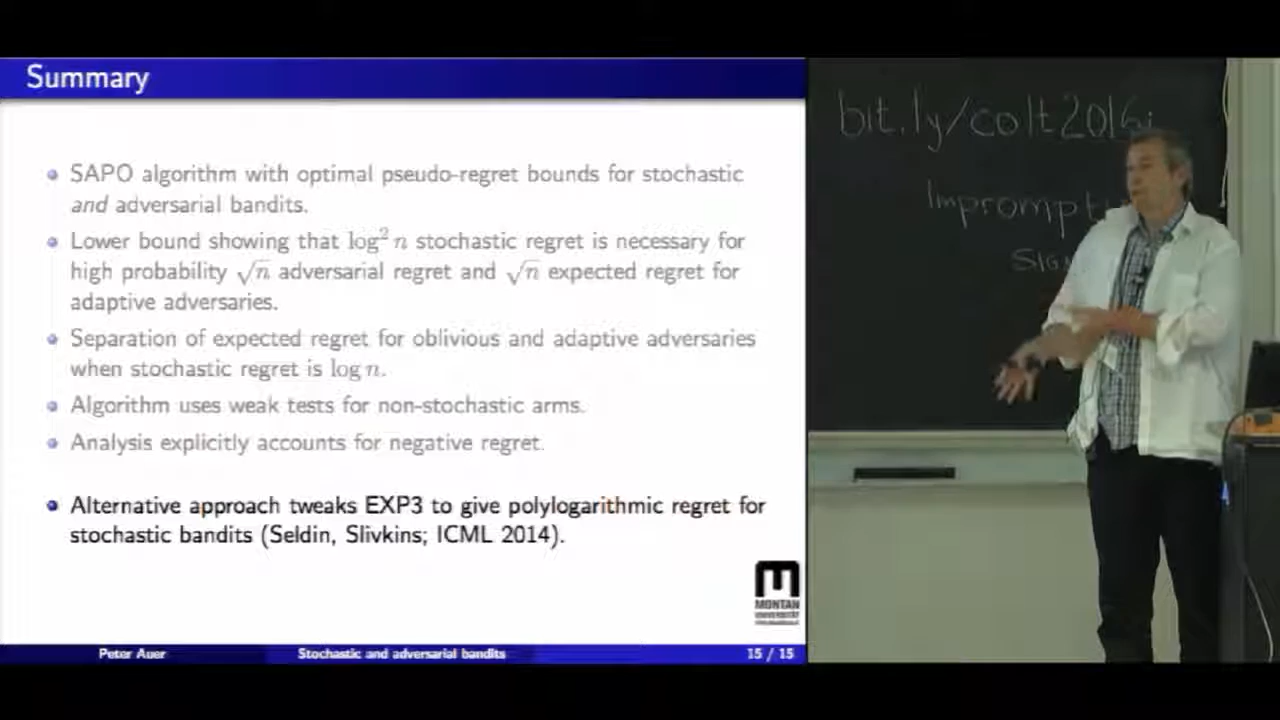 Summary
SAPO algorithm with optimal pseudo-regret bounds for stochastic
and adversarial bandits.
Lower bound showing that log² n stochastic regret is necessary for
high probability √n adversarial regret and √n expected regret for
adaptive adversaries.
Separation of expected regret for oblivious and adaptive adversaries
when stochastic regret is log n.
Algorithm uses weak tests for non-stochastic arms.
Analysis explicitly accounts for negative regret.
Alternative approach tweaks EXP3 to give polylogarithmic regret for
stochastic bandits (Seldin, Slivkins; ICML 2014).
MONTAN
UNIVERSITÄT
Peter Auer
Stochastic and adversarial bandits
15 / 15
bit.ly/colt2016i
Imprompt
SIG